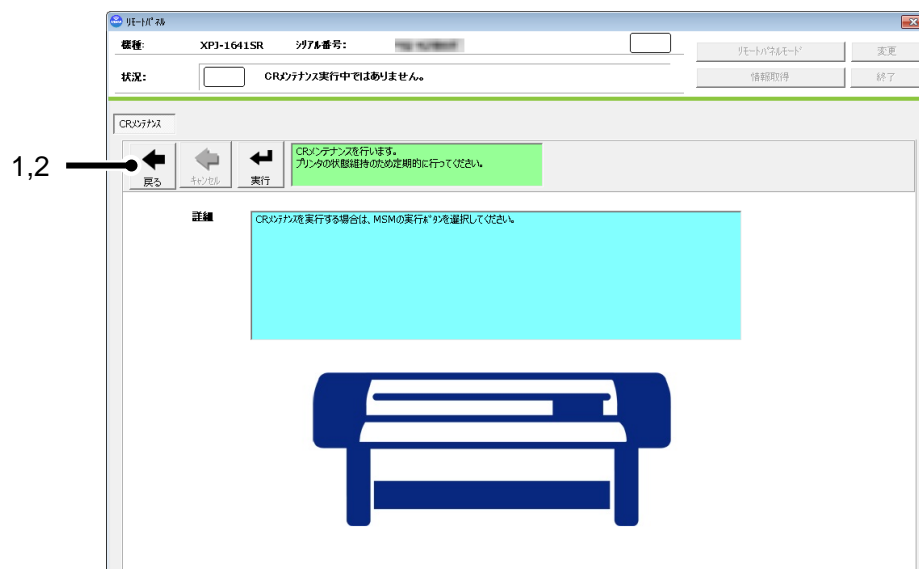 ﾘﾓｰﾄﾊﾟﾈﾙ
機種: XPJ-1641SR ｼﾘｱﾙ番号:
ﾘﾓｰﾄﾊﾟﾈﾙﾓｰﾄﾞ 変更
状況: CRﾒﾝﾃﾅﾝｽ実行中ではありません。
情報取得 終了
CRﾒﾝﾃﾅﾝｽ
1,2
戻る ｷｬﾝｾﾙ 実行
CRメンテナンスを行います。
プリンタの状態維持のため定期的に行ってください。
詳細
CRﾒﾝﾃﾅﾝｽを実行する場合は、MSMの実行ﾎﾞﾀﾝを選択してください。